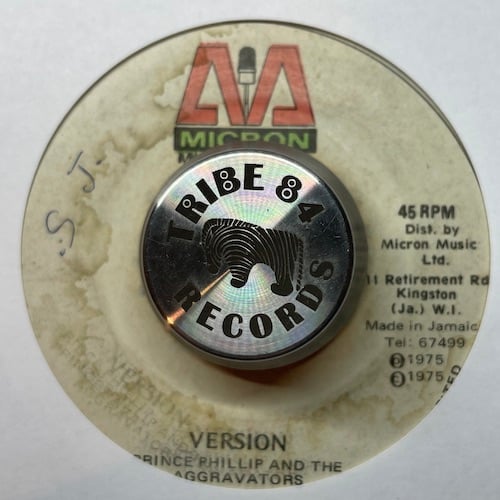 MICRON
S J.
TRIBE 84
RECORDS
45 RPM
Dist. by
Micron Music
Ltd.
11 Retirement Rd
Kingston
(Ja.) W.I.
Made in Jamaic
Tel: 67499
℗ 1975
© 1975
VERSION
PRINCE PHILLIP AND THE
AGGRAVATORS